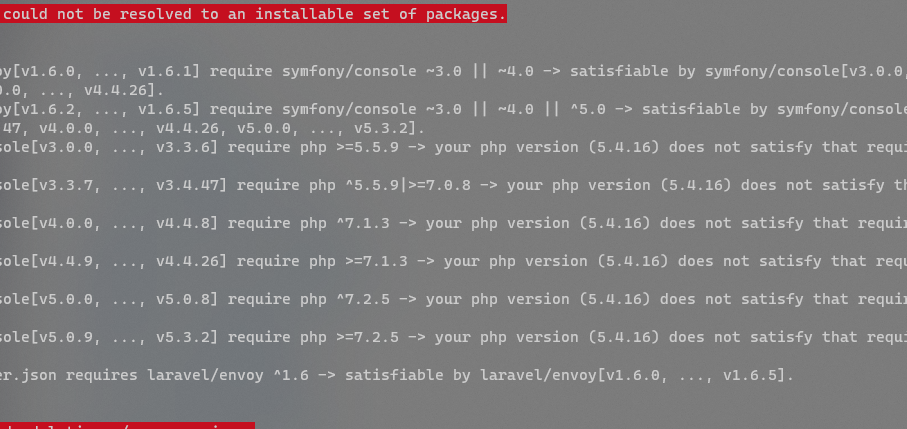 could not be resolved to an installable set of packages.
oy[v1.6.0, ..., v1.6.1] require symfony/console ~3.0 || ~4.0 -> satisfiable by symfony/console[v3.0.0,
0.0, ..., v4.4.26].
oy[v1.6.2, ..., v1.6.5] require symfony/console ~3.0 || ~4.0 || ^5.0 -> satisfiable by symfony/console
47, v4.0.0, ..., v4.4.26, v5.0.0, ..., v5.3.2].
sole[v3.0.0, ..., v3.3.6] require php >=5.5.9 -> your php version (5.4.16) does not satisfy that requi
sole[v3.3.7, ..., v3.4.47] require php ^5.5.9|>=7.0.8 -> your php version (5.4.16) does not satisfy th
sole[v4.0.0, ..., v4.4.8] require php ^7.1.3 -> your php version (5.4.16) does not satisfy that requir
sole[v4.4.9, ..., v4.4.26] require php >=7.1.3 -> your php version (5.4.16) does not satisfy that requ
sole[v5.0.0, ..., v5.0.8] require php ^7.2.5 -> your php version (5.4.16) does not satisfy that requir
sole[v5.0.9, ..., v5.3.2] require php >=7.2.5 -> your php version (5.4.16) does not satisfy that requi
er.json requires laravel/envoy ^1.6 -> satisfiable by laravel/envoy[v1.6.0, ..., v1.6.5].